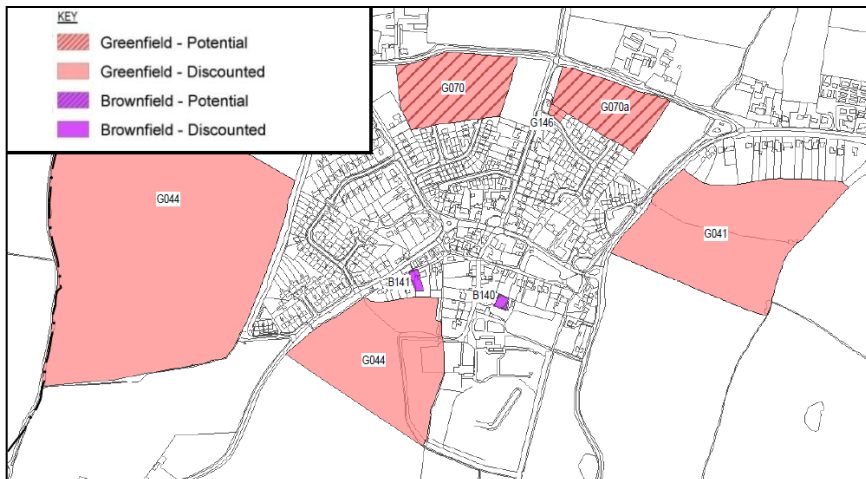 KEY
Greenfield - Potential
Greenfield - Discounted
Brownfield - Potential
Brownfield - Discounted
G070
G070a
G146
G044
G041
B141
B140
G044